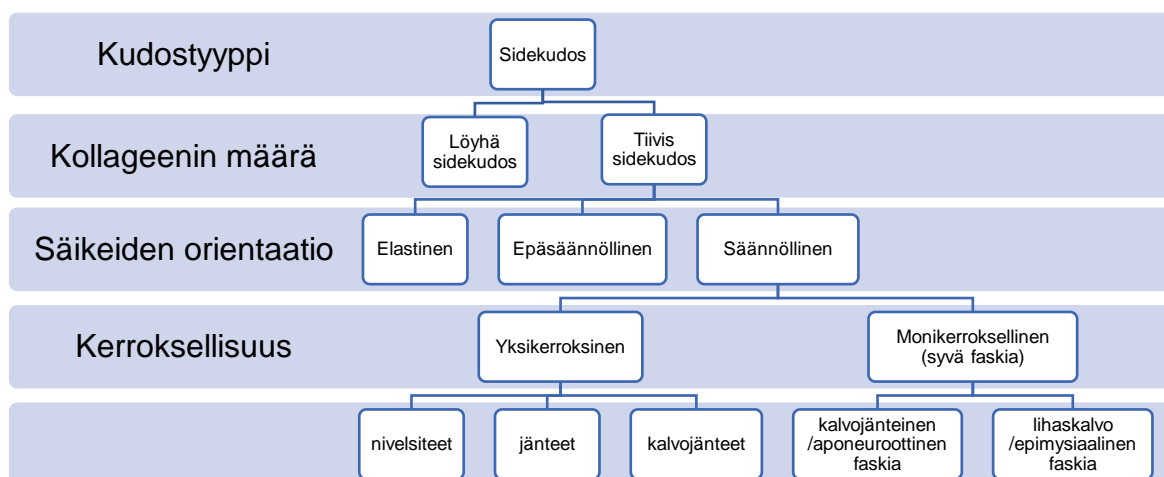 Kudostyyppi
Sidekudos
Kollageenin määrä
Löyhä
sidekudos
Tiivis
sidekudos
Säikeiden orientaatio
Elastinen
Epäsäännöllinen
Säännöllinen
Kerroksellisuus
Yksikerroksinen
Monikerroksellinen
(syvä faskia)
nivelsiteet
jänteet
kalvojänteet
kalvojänteinen
/aponeuroottinen
faskia
lihaskalvo
/epimysiaalinen
faskia